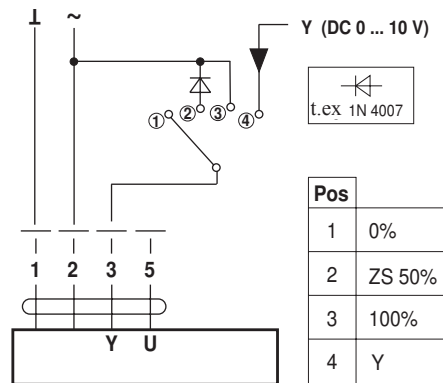 ⊥ ~
Y (DC 0 ... 10 V)
① ② ③ ④
t.ex 1N 4007
Pos
1 0%
2 ZS 50%
3 100%
4 Y
1 2 3 5
Y U